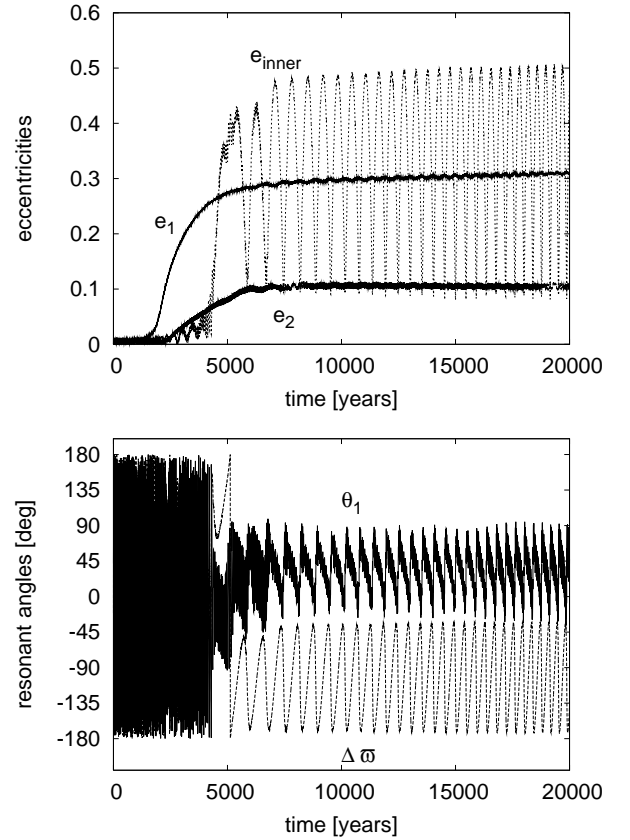 0.6
0.5
0.4
0.3
0.2
0.1
0
eccentricities
e_inner
e_1
e_2
0 5000 10000 15000 20000
time [years]
180
135
90
45
0
-45
-90
-135
-180
resonant angles [deg]
θ_1
Δ ϖ
0 5000 10000 15000 20000
time [years]